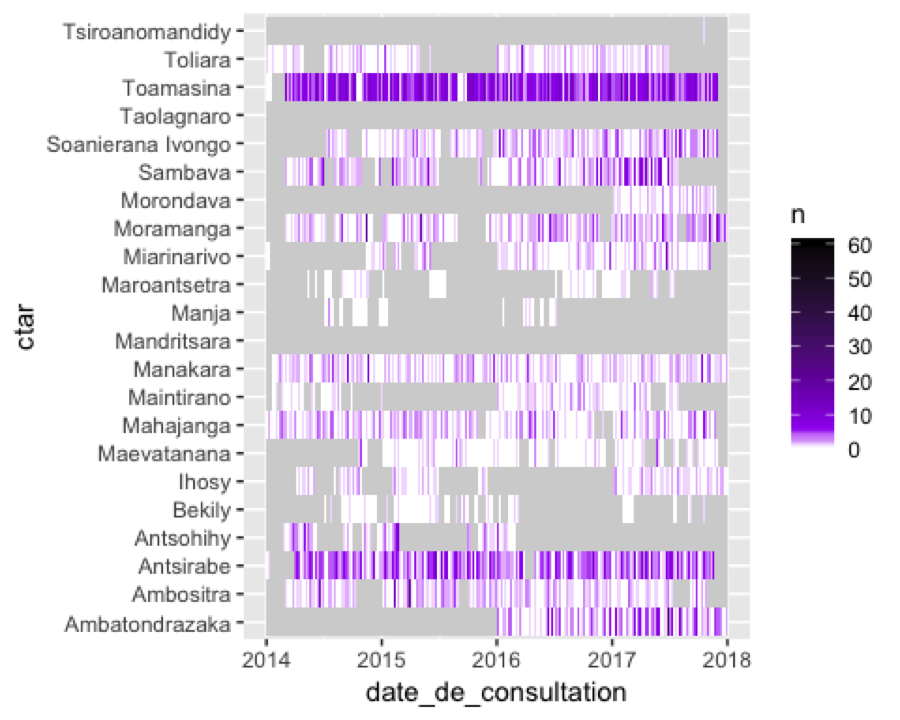 Tsiroanomandidy
Toliara
Toamasina
Taolagnaro
Soanierana Ivongo
Sambava
Morondava
Moramanga
Miarinarivo
Maroantsetra
Manja
Mandritsara
Manakara
Maintirano
Mahajanga
Maevatanana
Ihosy
Bekily
Antsohihy
Antsirabe
Ambositra
Ambatondrazaka
ctar
2014 2015 2016 2017 2018
date_de_consultation
n
60
50
40
30
20
10
0